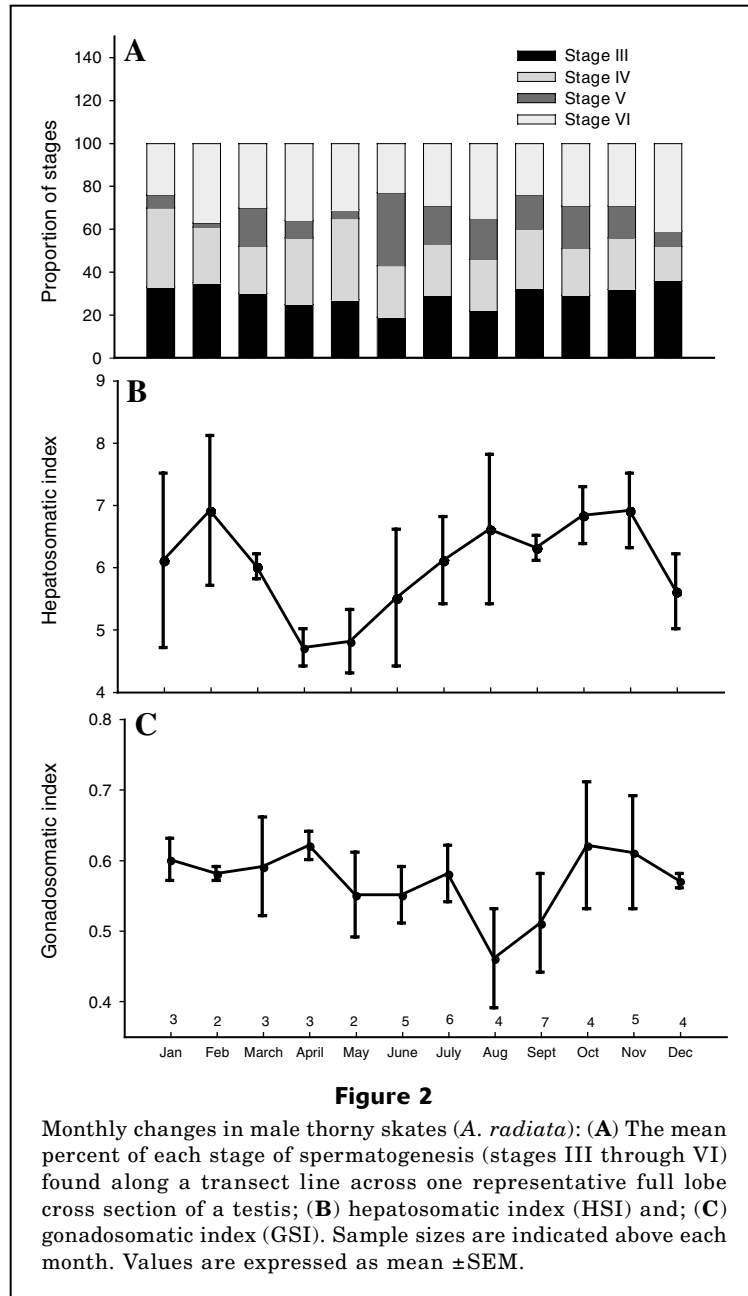 A
Stage III
Stage IV
Stage V
Stage VI
Proportion of stages
140
120
100
80
60
40
20
0
B
Hepatosomatic index
9
8
7
6
5
4
C
Gonadosomatic index
0.8
0.7
0.6
0.5
0.4
3 2 3 3 2 5 6 4 7 4 5 4
Jan Feb March April May June July Aug Sept Oct Nov Dec
Figure 2
Monthly changes in male thorny skates (A. radiata): (A) The mean
percent of each stage of spermatogenesis (stages III through VI)
found along a transect line across one representative full lobe
cross section of a testis; (B) hepatosomatic index (HSI) and; (C)
gonadosomatic index (GSI). Sample sizes are indicated above each
month. Values are expressed as mean ±SEM.